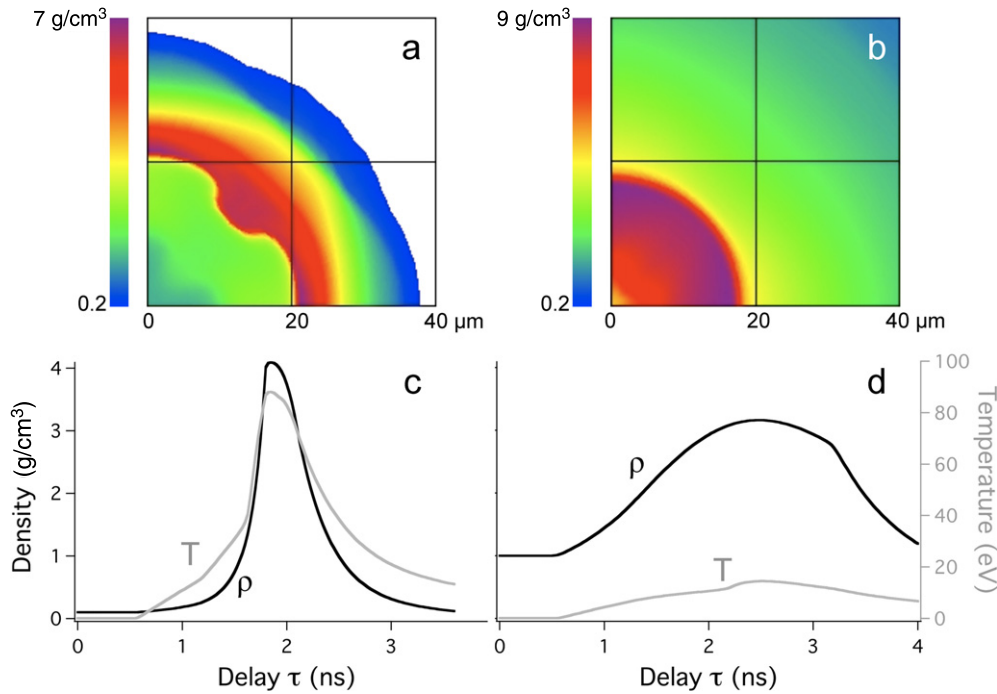 7 g/cm³
a
0.2
0 20 40 µm
9 g/cm³
b
0.2
0 20 40 µm
c
4
3
2
1
0
Density (g/cm³)
T
ρ
0 1 2 3
Delay τ (ns)
d
ρ
T
100
80
60
40
20
0
Temperature (eV)
0 1 2 3 4
Delay τ (ns)